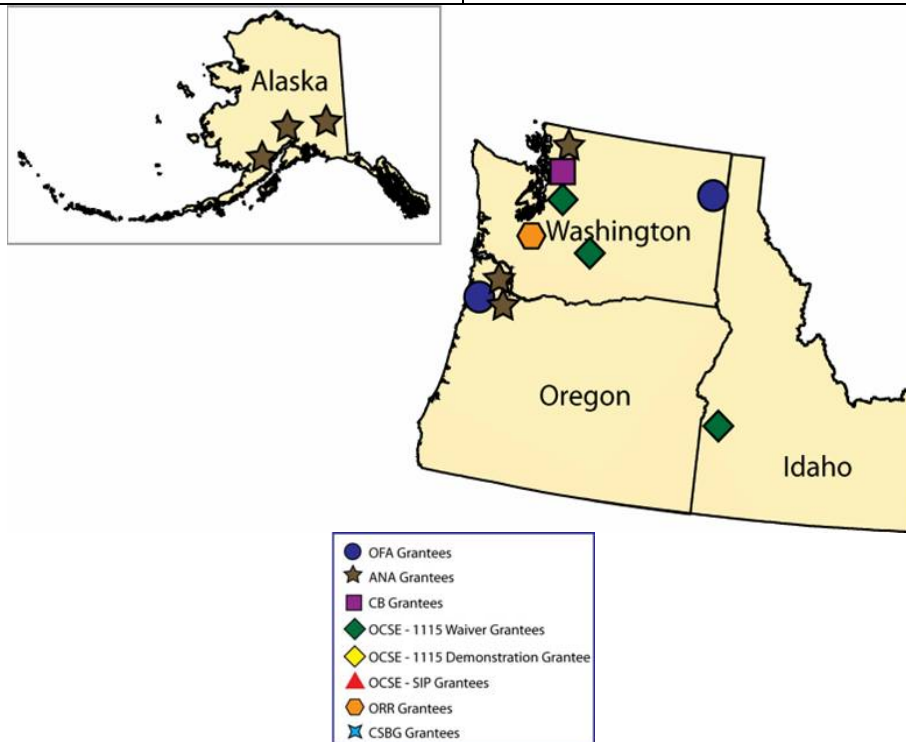 Alaska
Washington
Oregon
Idaho
OFA Grantees
ANA Grantees
CB Grantees
OCSE - 1115 Waiver Grantees
OCSE - 1115 Demonstration Grantee
OCSE - SIP Grantees
ORR Grantees
CSBG Grantees